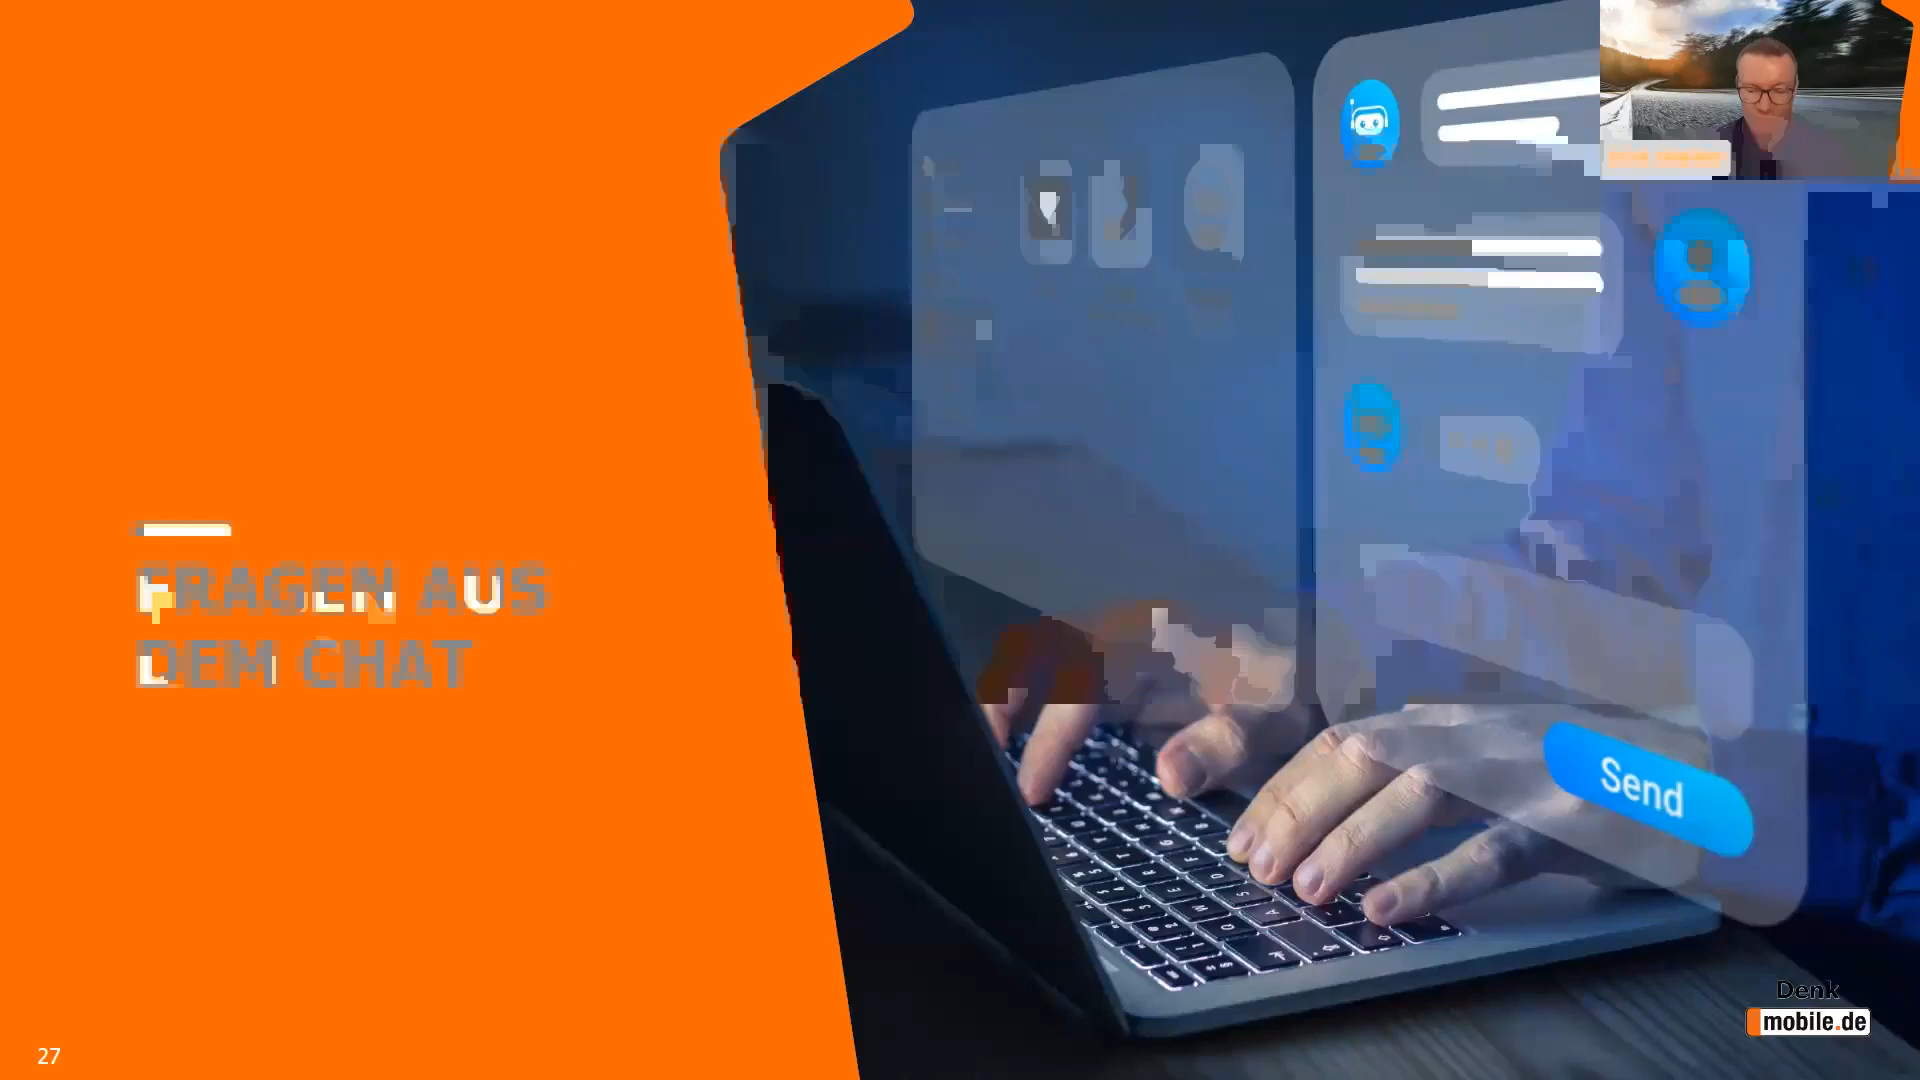 FRAGEN AUS
DEM CHAT
Send
Denk
mobile.de
27